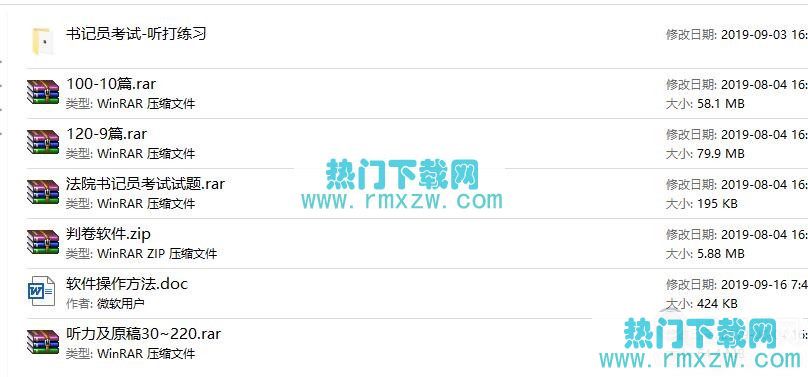 书记员考试-听打练习
修改日期: 2019-09-03 16:
100-10篇.rar
修改日期: 2019-08-04 16:
类型: WinRAR 压缩文件
大小: 58.1 MB
120-9篇.rar
修改日期: 2019-08-04 16:
类型: WinRAR 压缩文件
大小: 79.9 MB
热门下载网
www.rmxzw.com
法院书记员考试试题.rar
修改日期: 2019-08-04 16:
类型: WinRAR 压缩文件
大小: 195 KB
判卷软件.zip
修改日期: 2019-08-04 16:
类型: WinRAR ZIP 压缩文件
大小: 5.88 MB
软件操作方法.doc
修改日期: 2019-09-16 7:4
作者: 微软用户
大小: 424 KB
听力及原稿30~220.rar
类型: WinRAR 压缩文件
热门下载网
www.rmxzw.com